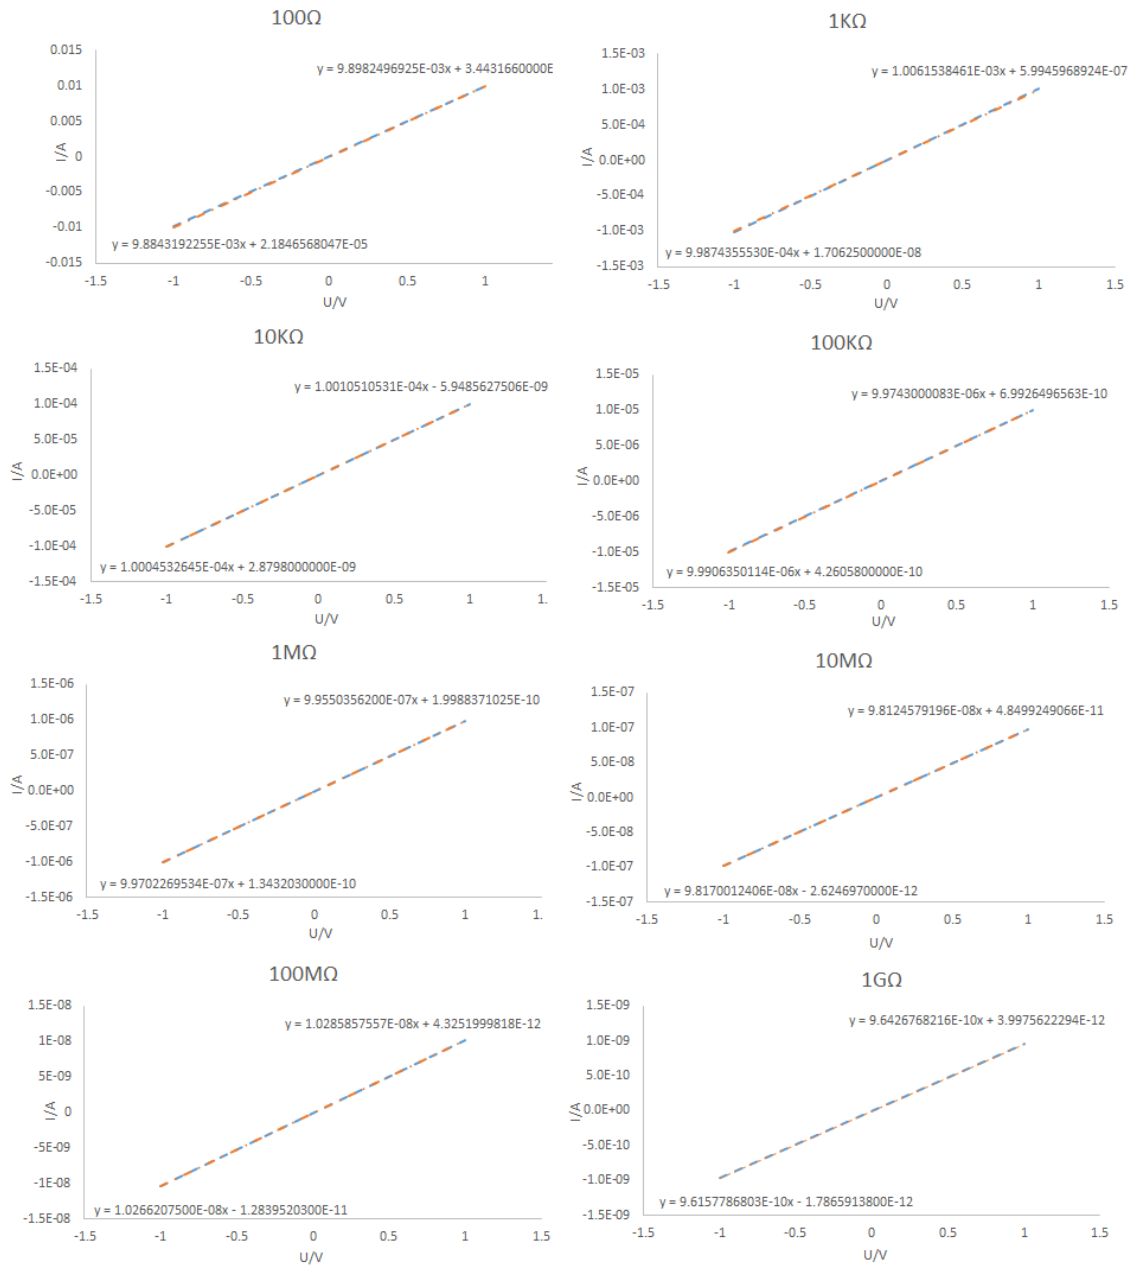 100Ω
0.015
0.01
0.005
0
-0.005
-0.01
-0.015
I/A
y = 9.8982496925E-03x + 3.4431660000E
y = 9.8843192255E-03x + 2.1846568047E-05
-1.5 -1 -0.5 0 0.5 1
U/V
1KΩ
1.5E-03
1.0E-03
5.0E-04
0.0E+00
-5.0E-04
-1.0E-03
-1.5E-03
I/A
y = 1.0061538461E-03x + 5.9945968924E-07
y = 9.9874355530E-04x + 1.7062500000E-08
-1.5 -1 -0.5 0 0.5 1 1.5
U/V
10KΩ
1.5E-04
1.0E-04
5.0E-05
0.0E+00
-5.0E-05
-1.0E-04
-1.5E-04
I/A
y = 1.0010510531E-04x - 5.9485627506E-09
y = 1.0004532645E-04x + 2.8798000000E-09
-1.5 -1 -0.5 0 0.5 1 1.
U/V
100KΩ
1.5E-05
1.0E-05
5.0E-06
0.0E+00
-5.0E-06
-1.0E-05
-1.5E-05
I/A
y = 9.9743000083E-06x + 6.9926496563E-10
y = 9.9906350114E-06x + 4.2605800000E-10
-1.5 -1 -0.5 0 0.5 1 1.5
U/V
1MΩ
1.5E-06
1.0E-06
5.0E-07
0.0E+00
-5.0E-07
-1.0E-06
-1.5E-06
I/A
y = 9.9550356200E-07x + 1.9988371025E-10
y = 9.9702269534E-07x + 1.3432030000E-10
-1.5 -1 -0.5 0 0.5 1 1.
U/V
10MΩ
1.5E-07
1.0E-07
5.0E-08
0.0E+00
-5.0E-08
-1.0E-07
-1.5E-07
I/A
y = 9.8124579196E-08x + 4.8499249066E-11
y = 9.8170012406E-08x - 2.6246970000E-12
-1.5 -1 -0.5 0 0.5 1 1.5
U/V
100MΩ
1.5E-08
1E-08
5E-09
0
-5E-09
-1E-08
-1.5E-08
I/A
y = 1.0285857557E-08x + 4.3251999818E-12
y = 1.0266207500E-08x - 1.2839520300E-11
-1.5 -1 -0.5 0 0.5 1 1.5
U/V
1GΩ
1.5E-09
1.0E-09
5.0E-10
0.0E+00
-5.0E-10
-1.0E-09
-1.5E-09
I/A
y = 9.6426768216E-10x + 3.9975622294E-12
y = 9.6157786803E-10x - 1.7865913800E-12
-1.5 -1 -0.5 0 0.5 1 1.5
U/V